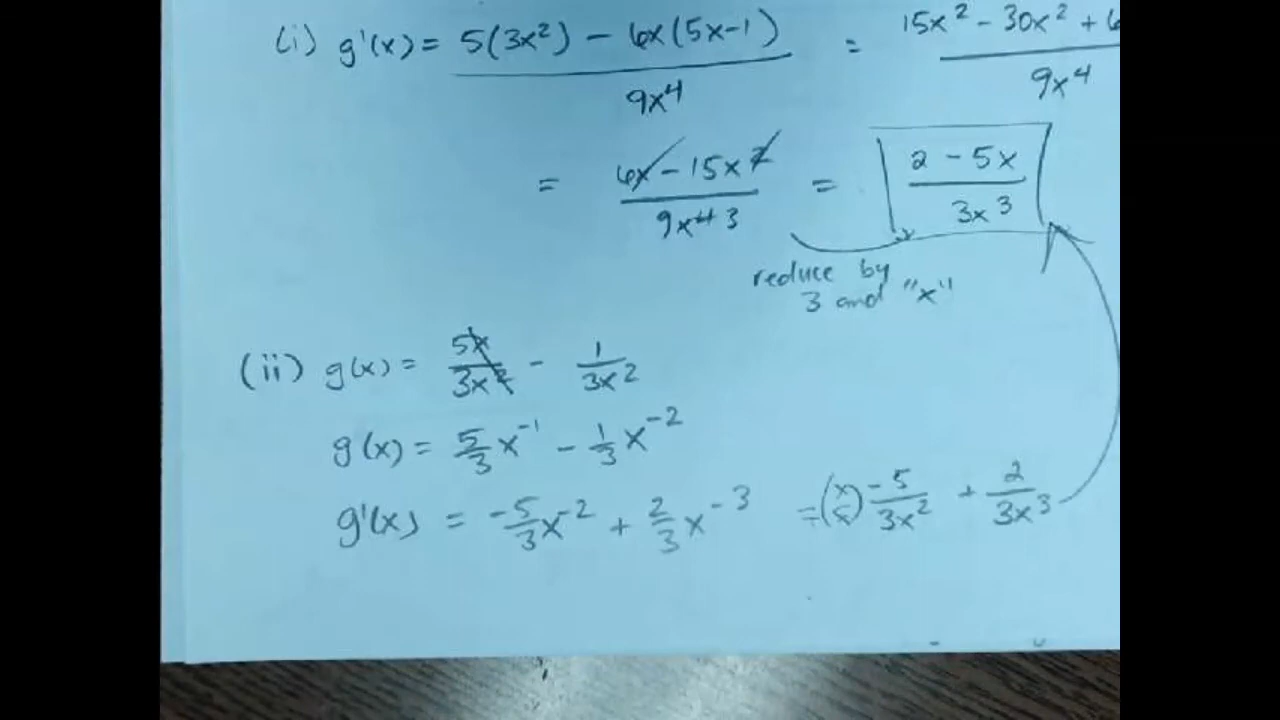 (i) g'(x) = 5(3x²) - 6x(5x-1) / 9x⁴ = 15x² - 30x² + 6 / 9x⁴
= 6x - 15x² / 9x⁴ 3 = 2 - 5x / 3x³
reduce by
3 and "x"
(ii) g(x) = 5x / 3x² - 1 / 3x²
g(x) = 5/3 x⁻¹ - 1/3 x⁻²
g'(x) = -5/3 x⁻² + 2/3 x⁻³ = (x/x) -5 / 3x² + 2 / 3x³